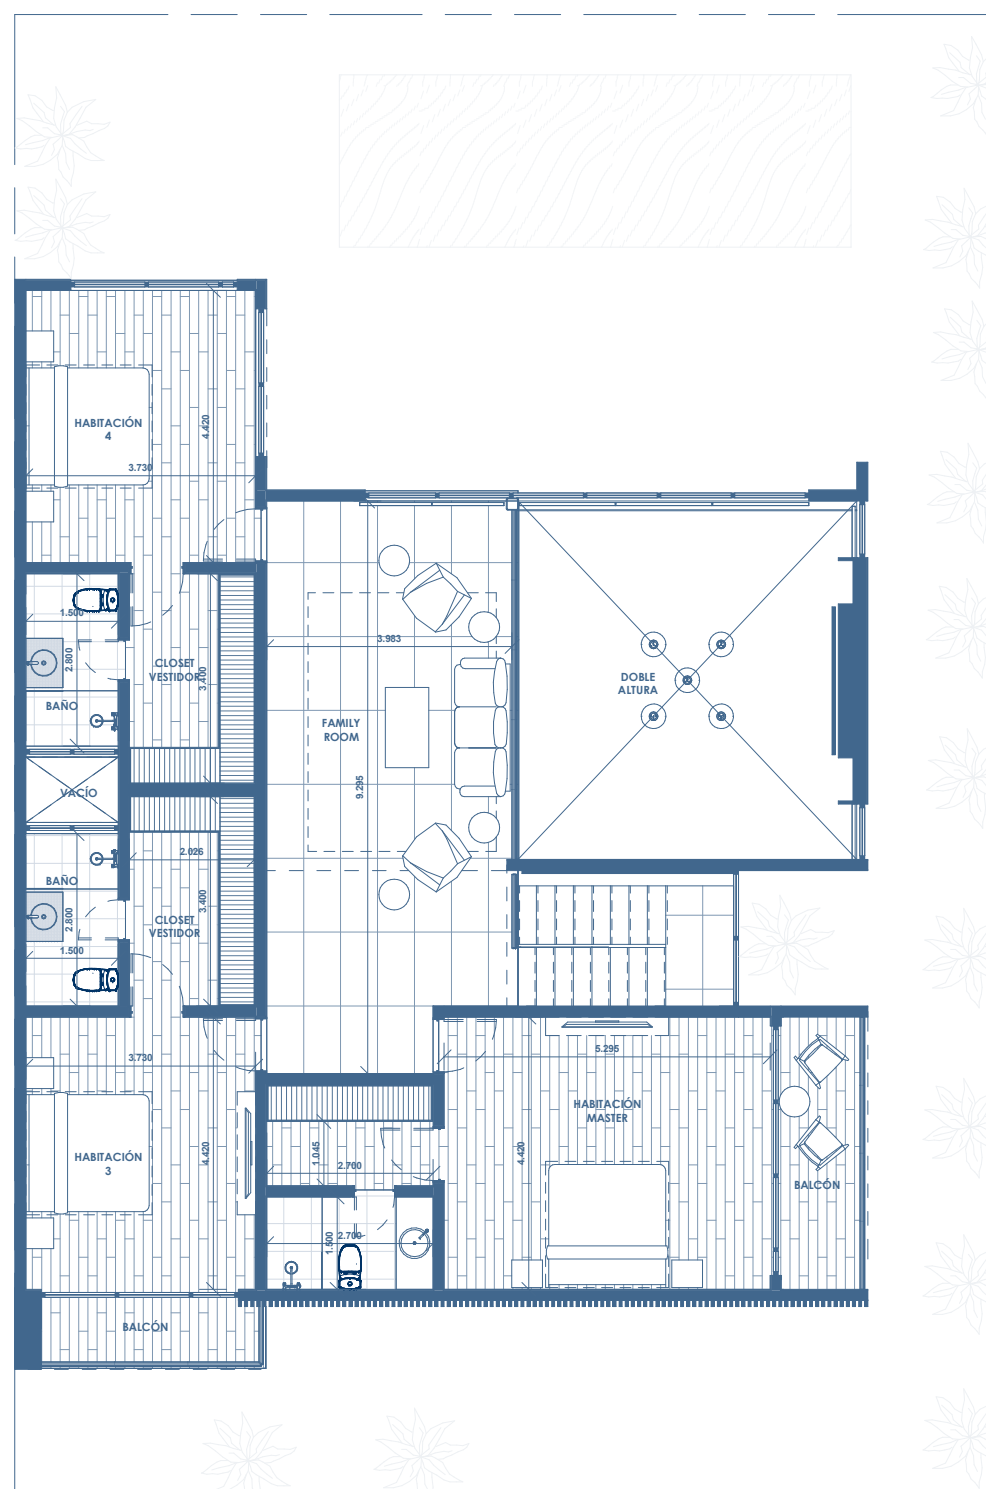 HABITACIÓN
4
4.420
3.730
1.500
2.800
CLOSET
VESTIDOR
3.400
BAÑO
VACÍO
3.983
FAMILY
ROOM
9.295
DOBLE
ALTURA
2.026
BAÑO
3.400
2.800
CLOSET
VESTIDOR
1.500
3.730
HABITACIÓN
3
4.420
5.295
HABITACIÓN
MASTER
4.420
1.045
2.700
BALCÓN
2.700
1.500
BALCÓN